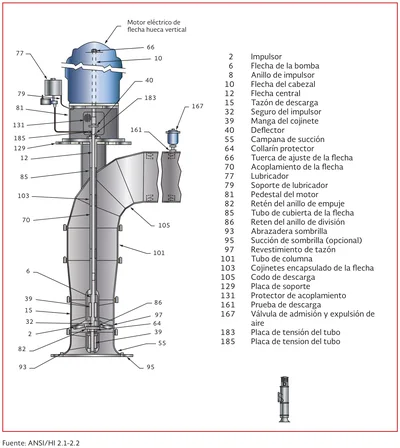 Motor eléctrico de
flecha hueca vertical
66
10
77
40
79
183
167
131
161
185
129
12
85
103
105
70
101
6
39
86
15
97
32
64
2
39
82
55
93
95
2 Impulsor
6 Flecha de la bomba
8 Anillo de impulsor
10 Flecha del cabezal
12 Flecha central
15 Tazón de descarga
32 Seguro del impulsor
39 Manga del cojinete
40 Deflector
55 Campana de succión
64 Collarín protector
66 Tuerca de ajuste de la flecha
70 Acoplamiento de la flecha
77 Lubricador
79 Soporte de lubricador
81 Pedestal del motor
82 Retén del anillo de empuje
85 Tubo de cubierta de la flecha
86 Reten del anillo de división
93 Abrazadera sombrilla
95 Succión de sombrilla (opcional)
97 Revestimiento de tazón
101 Tubo de columna
103 Cojinetes encapsulado de la flecha
105 Codo de descarga
129 Placa de soporte
131 Protector de acoplamiento
161 Prueba de descarga
167 Válvula de admisión y expulsión de
aire
183 Placa de tensión del tubo
185 Placa de tension del tubo
Fuente: ANSI/HI 2.1-2.2